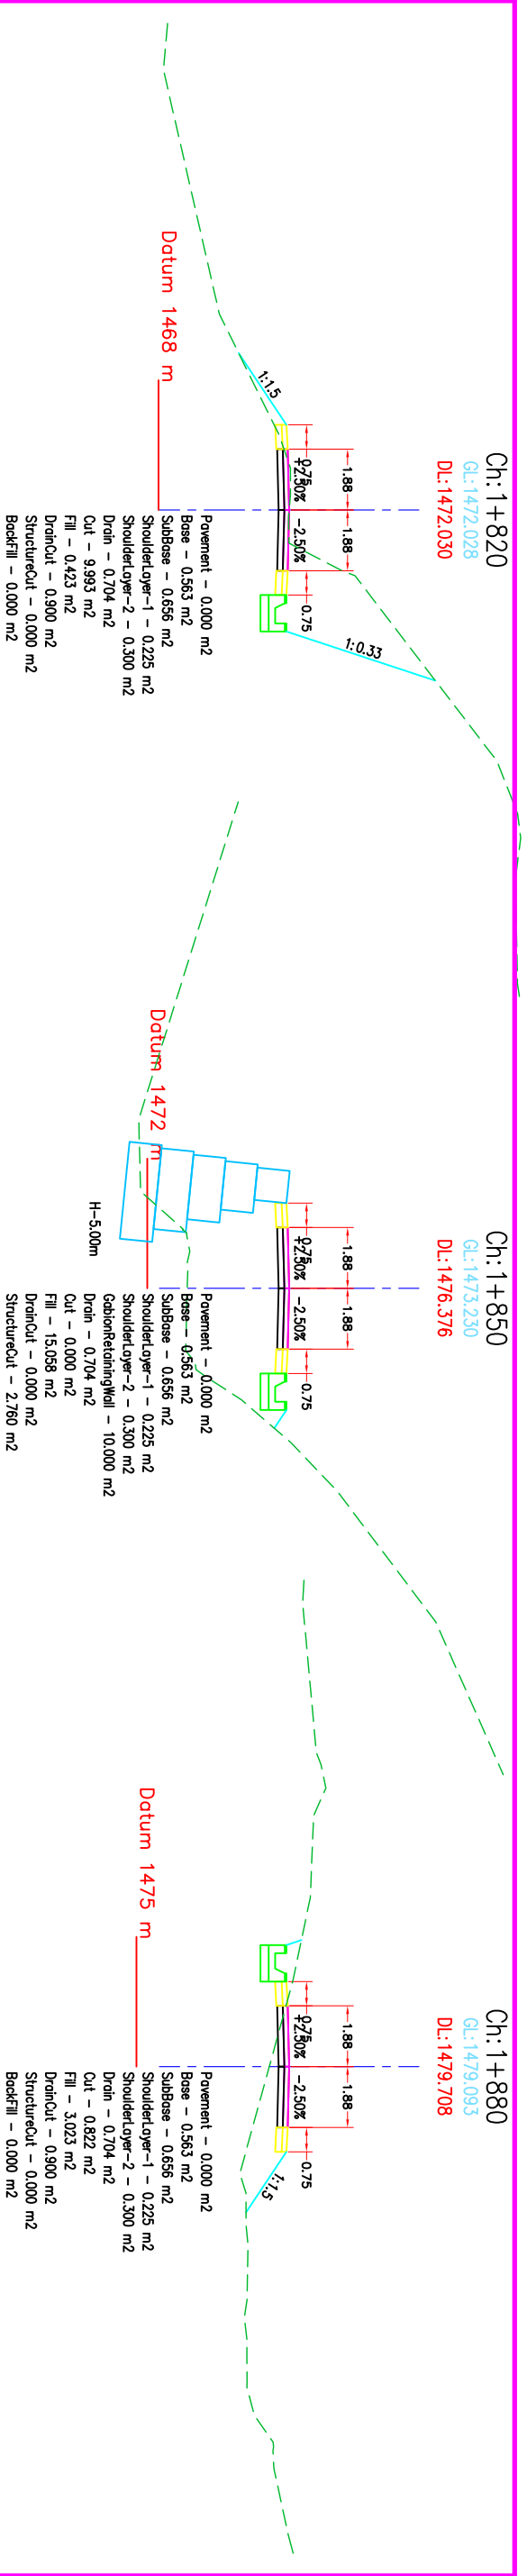 Ch:1+820
GL:1472.028
DL:1472.030
1.88
1.88
0.75
0.75
+2.50%
-2.50%
1:1.5
1:0.33
Datum 1468 m
Pavement - 0.000 m2
Base - 0.563 m2
SubBase - 0.656 m2
ShoulderLayer-1 - 0.225 m2
ShoulderLayer-2 - 0.300 m2
Drain - 0.704 m2
Cut - 9.993 m2
Fill - 0.423 m2
DrainCut - 0.900 m2
StructureCut - 0.000 m2
BackFill - 0.000 m2
Ch:1+850
GL:1473.230
DL:1476.376
1.88
1.88
0.75
0.75
+2.50%
-2.50%
Datum 1472 m
H-5.00m
Pavement - 0.000 m2
Base - 0.563 m2
SubBase - 0.656 m2
ShoulderLayer-1 - 0.225 m2
ShoulderLayer-2 - 0.300 m2
GabionRetainingWall - 10.000 m2
Drain - 0.704 m2
Cut - 0.000 m2
Fill - 15.058 m2
DrainCut - 0.000 m2
StructureCut - 2.760 m2
Ch:1+880
GL:1479.093
DL:1479.708
1.88
1.88
0.75
0.75
+2.50%
-2.50%
1:1.5
Datum 1475 m
Pavement - 0.000 m2
Base - 0.563 m2
SubBase - 0.656 m2
ShoulderLayer-1 - 0.225 m2
ShoulderLayer-2 - 0.300 m2
Drain - 0.704 m2
Cut - 0.822 m2
Fill - 3.023 m2
DrainCut - 0.900 m2
StructureCut - 0.000 m2
BackFill - 0.000 m2